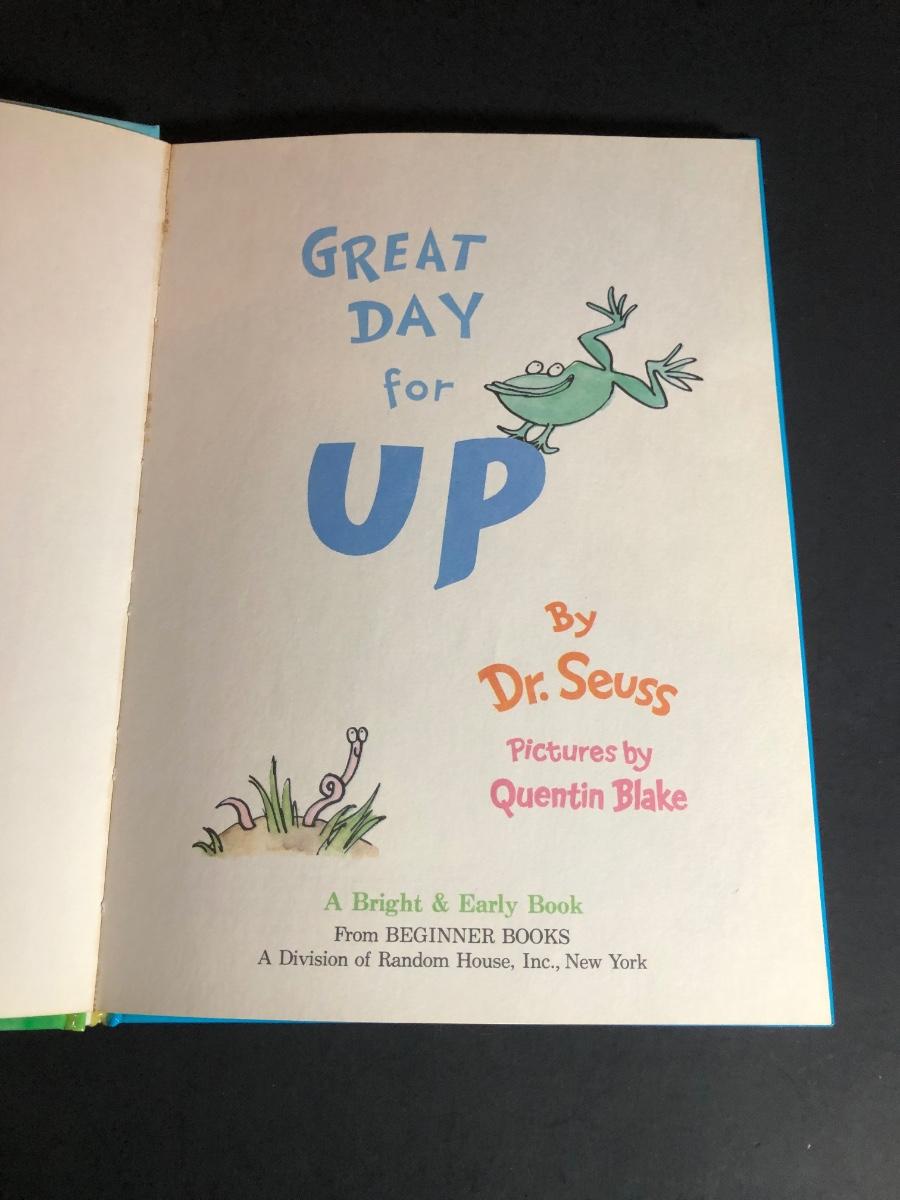 GREAT
DAY
for
UP
By
Dr. Seuss
Pictures by
Quentin Blake
A Bright & Early Book
From BEGINNER BOOKS
A Division of Random House, Inc., New York